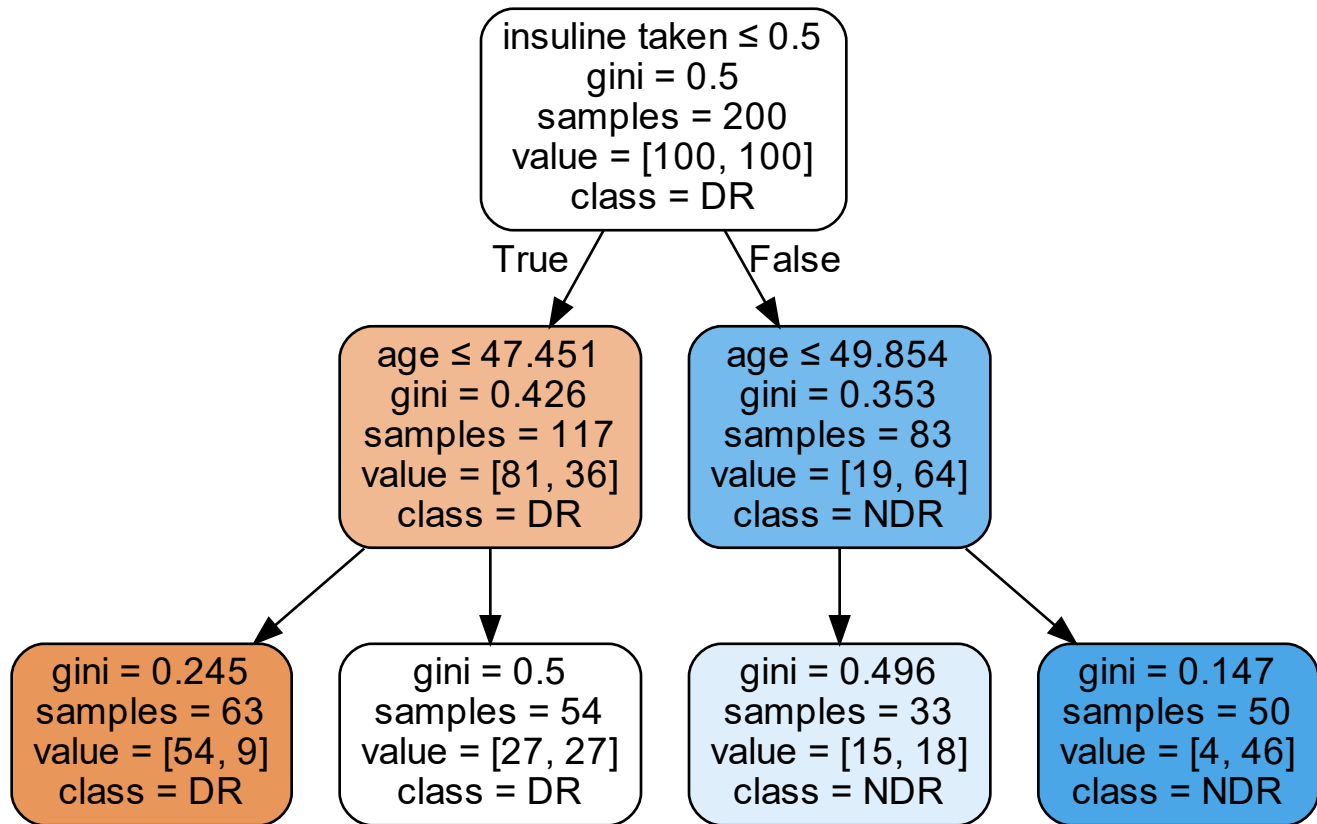 insuline taken ≤ 0.5
gini = 0.5
samples = 200
value = [100, 100]
class = DR
True
False
age ≤ 47.451
gini = 0.426
samples = 117
value = [81, 36]
class = DR
age ≤ 49.854
gini = 0.353
samples = 83
value = [19, 64]
class = NDR
gini = 0.245
samples = 63
value = [54, 9]
class = DR
gini = 0.5
samples = 54
value = [27, 27]
class = DR
gini = 0.496
samples = 33
value = [15, 18]
class = NDR
gini = 0.147
samples = 50
value = [4, 46]
class = NDR